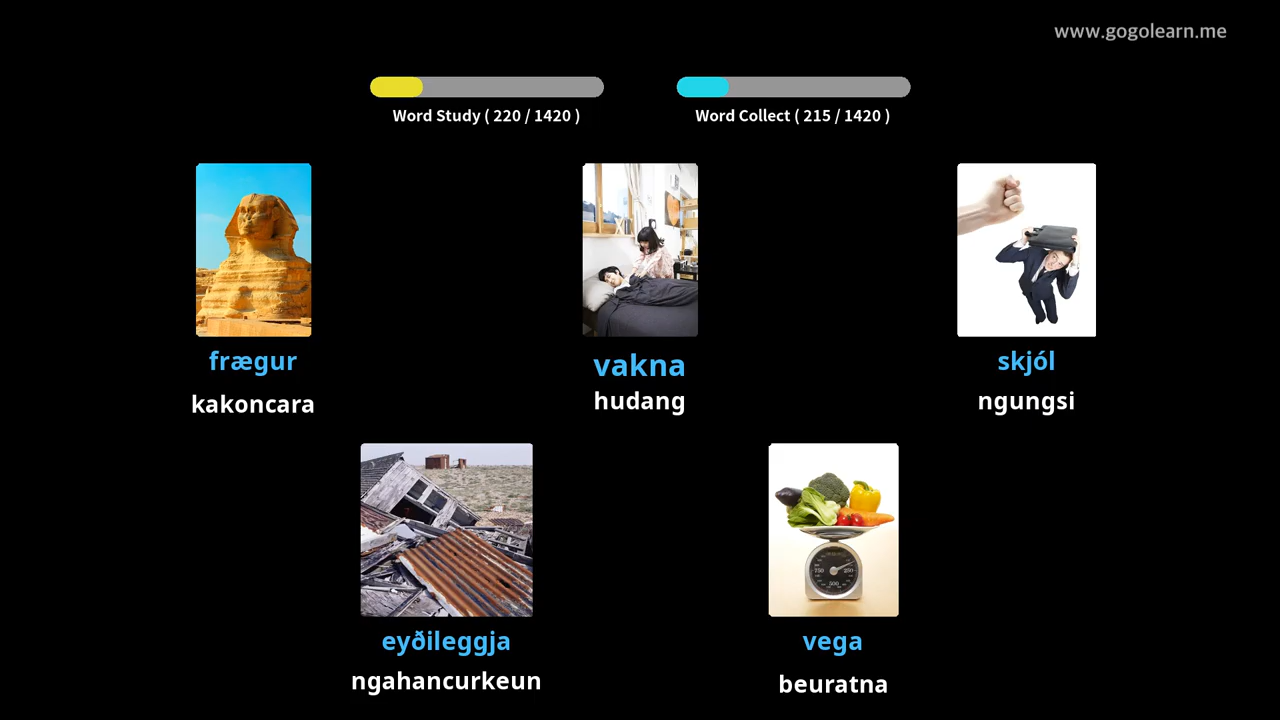 www.gogolearn.me
Word Study ( 220 / 1420 )
Word Collect ( 215 / 1420 )
frægur
vakna
skjól
kakoncara
hudang
ngungsi
eyðileggja
vega
ngahancurkeun
beuratna